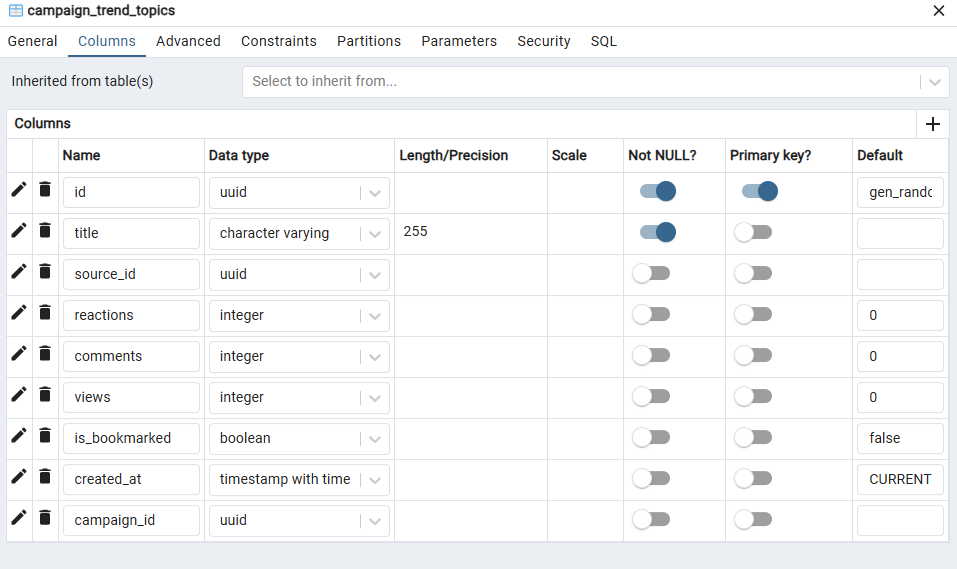 campaign_trend_topics
General Columns Advanced Constraints Partitions Parameters Security SQL
Inherited from table(s) Select to inherit from...
Columns
Name Data type Length/Precision Scale Not NULL? Primary key? Default
id uuid gen_rando
title character varying 255
source_id uuid
reactions integer 0
comments integer 0
views integer 0
is_bookmarked boolean false
created_at timestamp with time CURRENT
campaign_id uuid